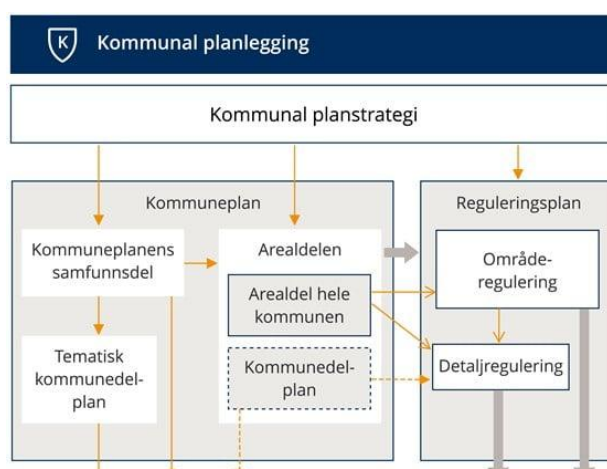 K
Kommunal planlegging
Kommunal planstrategi
Kommuneplan
Kommuneplanens
samfunnsdel
Tematisk
kommunedel-
plan
Arealdelen
Arealdel hele
kommunen
Kommunedel-
plan
Reguleringsplan
Område-
regulering
Detaljregulering